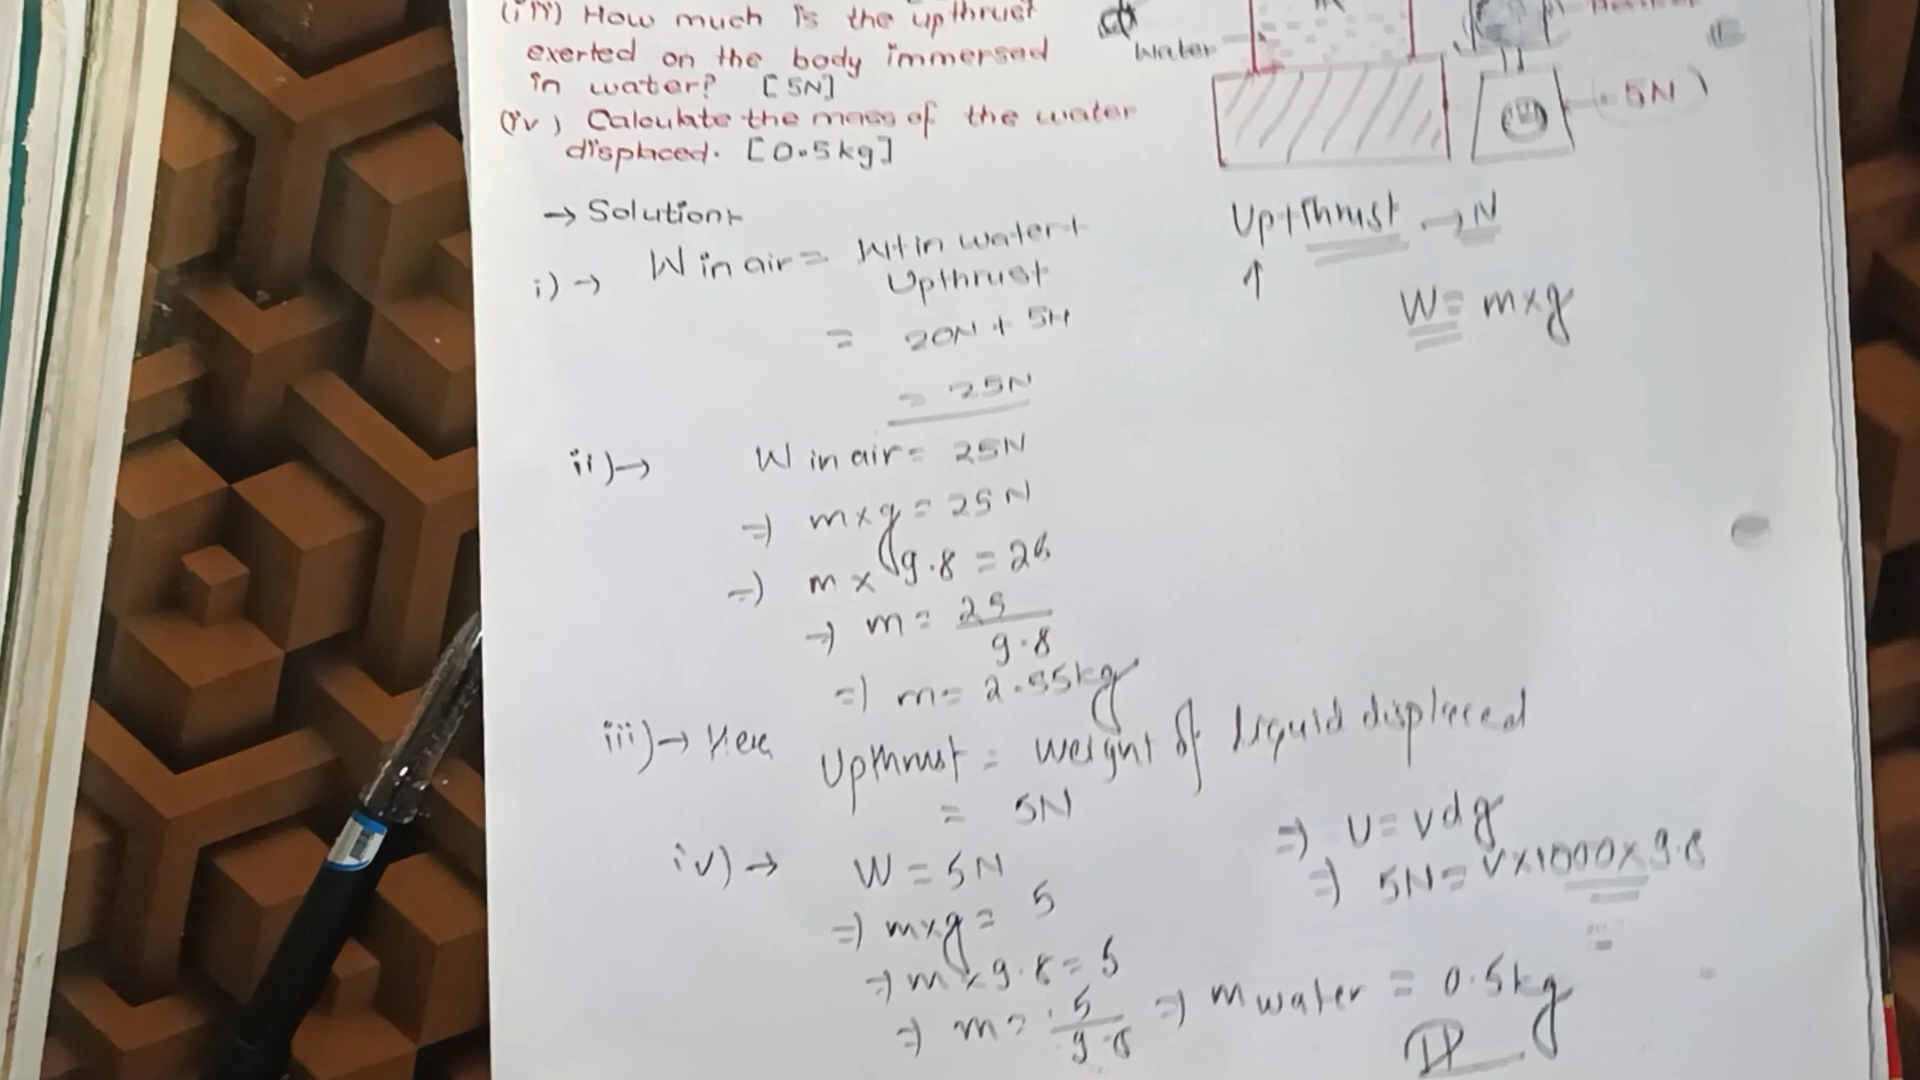 (iii) How much is the upthrust
exerted on the body immersed
in water? [5N]
(iv) Calculate the mass of the water
displaced. [0.5kg]
Water
5N
→ Solution:-
i) → W in air = Wt in water +
Upthrust
= 20N + 5N
= 25N
Upthrust → N
↑
W = m×g
ii) → W in air = 25N
⇒ m×g = 25N
⇒ m × 9.8 = 25
⇒ m = 25/9.8
⇒ m = 2.55kg
iii) → Here Upthrust = weight of liquid displaced
= 5N
⇒ U = vdg
⇒ 5N = V×1000×9.8
iv) → W = 5N
⇒ m×g = 5
⇒ m×9.8 = 5
⇒ m = 5/9.8 ⇒ m water = 0.5kg